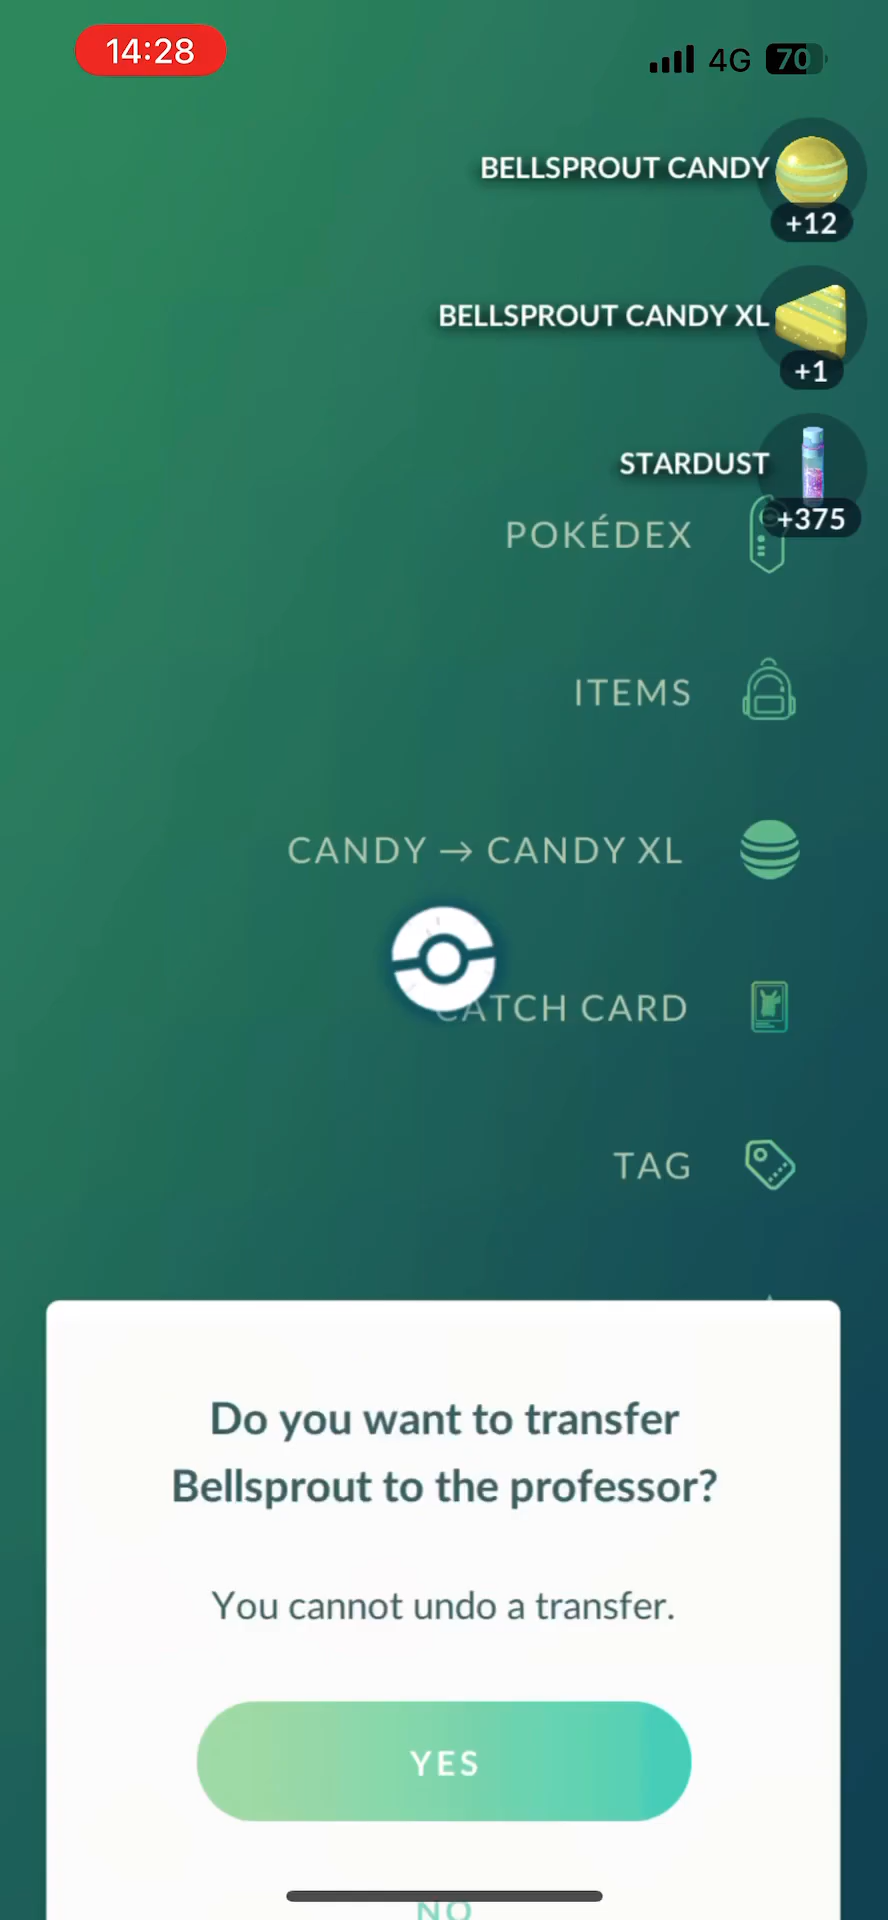 14:28
4G 70
BELLSPROUT CANDY
+12
BELLSPROUT CANDY XL
+1
STARDUST
+375
POKÉDEX
ITEMS
CANDY → CANDY XL
CATCH CARD
TAG
Do you want to transfer
Bellsprout to the professor?
You cannot undo a transfer.
YES
NO